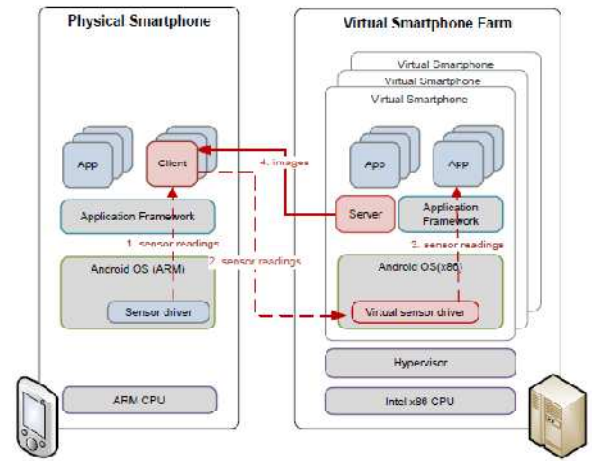 Physical Smartphone
App
Client
Application Framework
1. sensor readings
Android OS (ARM)
Sensor driver
ARM CPU
4. images
2. sensor readings
Virtual Smartphone Farm
Virtual Smartphone
Virtual Smartphone
Virtual Smartphone
App
App
Server
Application
Framework
3. sensor readings
Android OS(x86)
Virtual sensor driver
Hypervisor
Intel x86 CPU